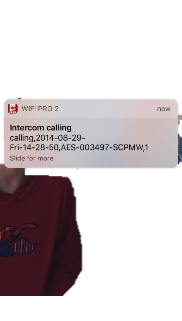 WIFI PRO 2 now
Intercom calling
calling,2014-08-29-
Fri-14-28-50,AES-003497-SCPMW,1
Slide for more